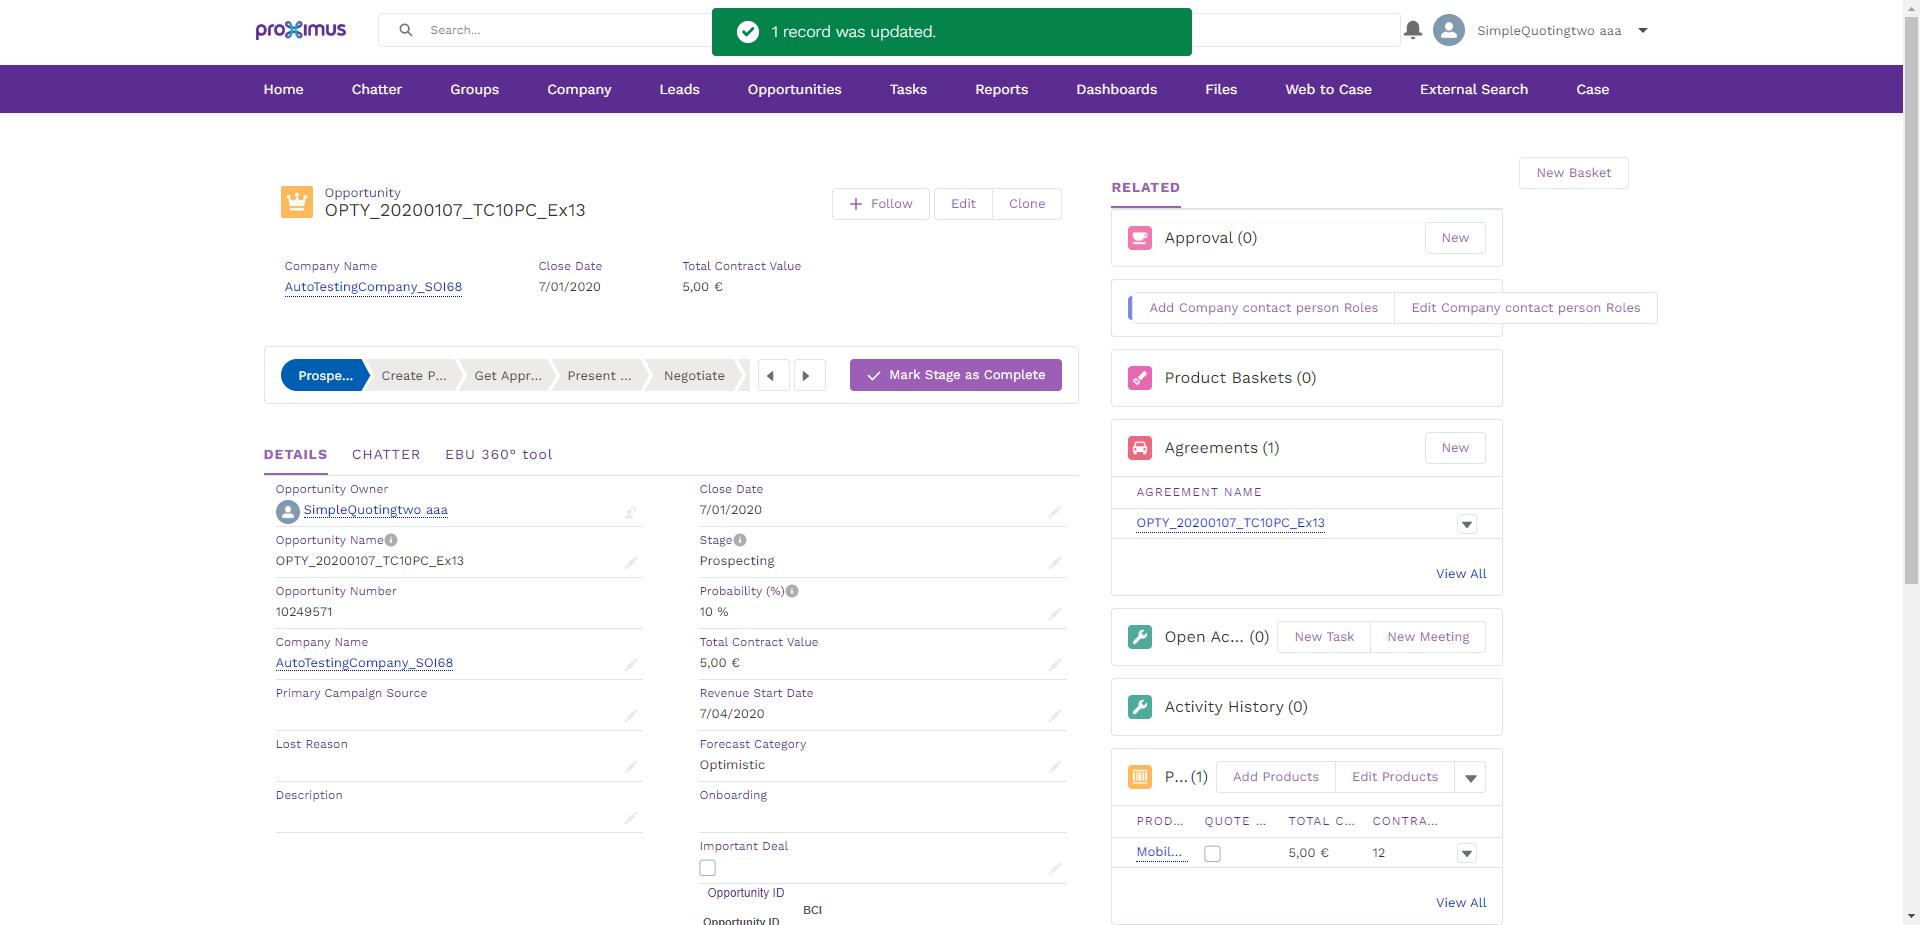 proximus
Search...
1 record was updated.
SimpleQuotingtwo aaa
Home
Chatter
Groups
Company
Leads
Opportunities
Tasks
Reports
Dashboards
Files
Web to Case
External Search
Case
Opportunity
OPTY_20200107_TC10PC_Ex13
Follow
Edit
Clone
Company Name
AutoTestingCompany_SOI68
Close Date
7/01/2020
Total Contract Value
5,00 €
Prospe...
Create P...
Get Appr...
Present ...
Negotiate
Mark Stage as Complete
DETAILS
CHATTER
EBU 360° tool
Opportunity Owner
SimpleQuotingtwo aaa
Opportunity Name
OPTY_20200107_TC10PC_Ex13
Opportunity Number
10249571
Company Name
AutoTestingCompany_SOI68
Primary Campaign Source
Lost Reason
Description
Close Date
7/01/2020
Stage
Prospecting
Probability (%)
10 %
Total Contract Value
5,00 €
Revenue Start Date
7/04/2020
Forecast Category
Optimistic
Onboarding
Important Deal
Opportunity ID
BCI
Opportunity ID
New Basket
RELATED
Approval (0)
New
Add Company contact person Roles
Edit Company contact person Roles
Product Baskets (0)
Agreements (1)
New
AGREEMENT NAME
OPTY_20200107_TC10PC_Ex13
View All
Open Ac... (0)
New Task
New Meeting
Activity History (0)
P... (1)
Add Products
Edit Products
PROD...
QUOTE ...
TOTAL C...
CONTRA...
Mobil...
5,00 €
12
View All